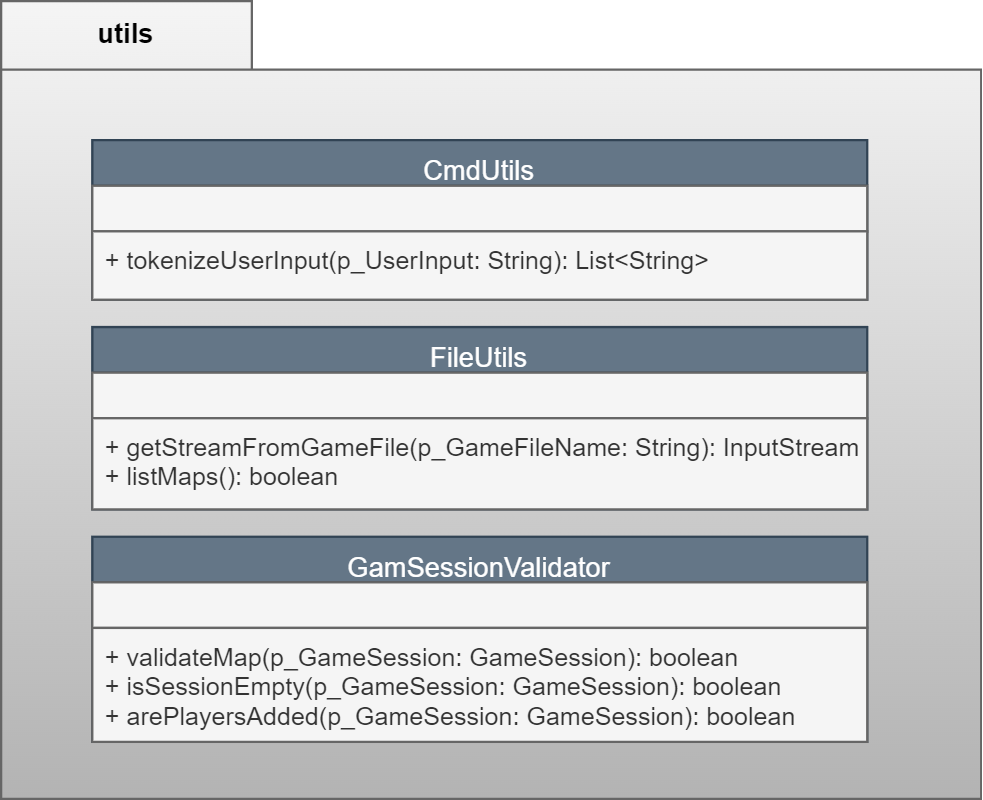 utils
CmdUtils
+ tokenizeUserInput(p_UserInput: String): List<String>
FileUtils
+ getStreamFromGameFile(p_GameFileName: String): InputStream
+ listMaps(): boolean
GamSessionValidator
+ validateMap(p_GameSession: GameSession): boolean
+ isSessionEmpty(p_GameSession: GameSession): boolean
+ arePlayersAdded(p_GameSession: GameSession): boolean